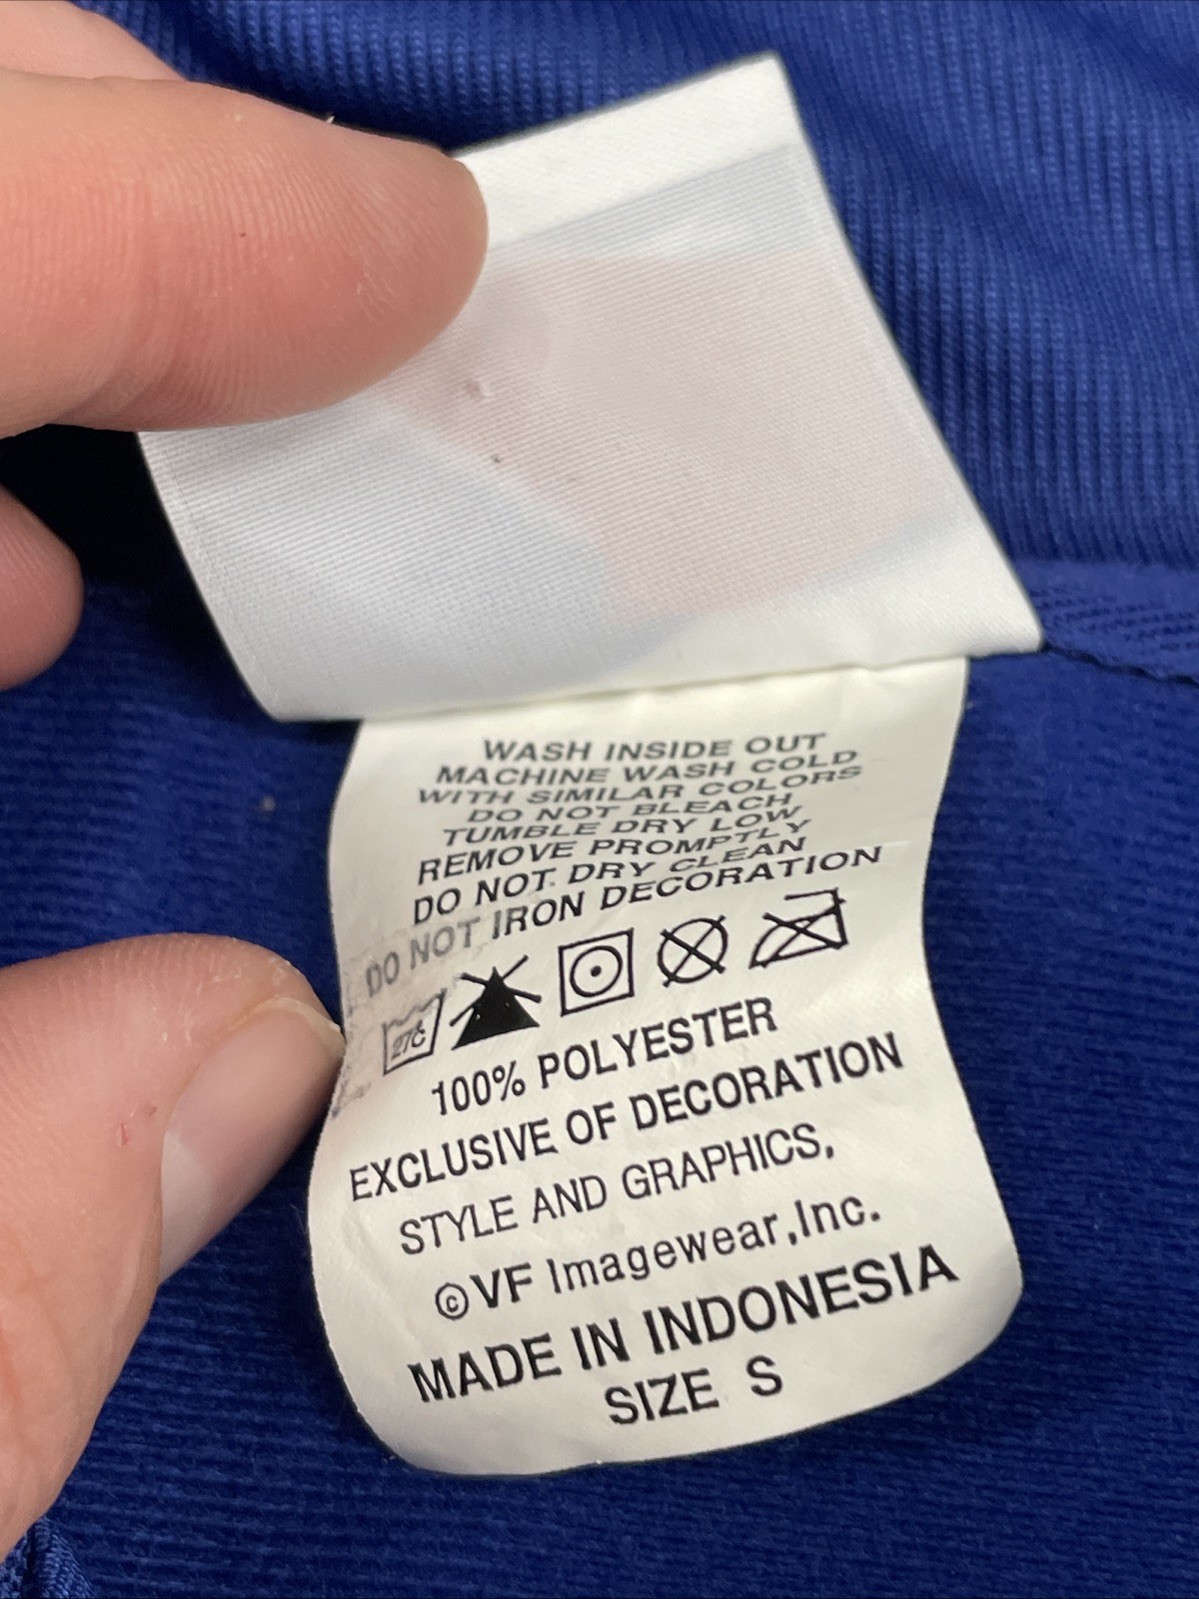 WASH INSIDE OUT
MACHINE WASH COLD
WITH SIMILAR COLORS
DO NOT BLEACH
TUMBLE DRY LOW
REMOVE PROMPTLY
DO NOT DRY CLEAN
DO NOT IRON DECORATION
27C
100% POLYESTER
EXCLUSIVE OF DECORATION
STYLE AND GRAPHICS,
©VF Imagewear,Inc.
MADE IN INDONESIA
SIZE S